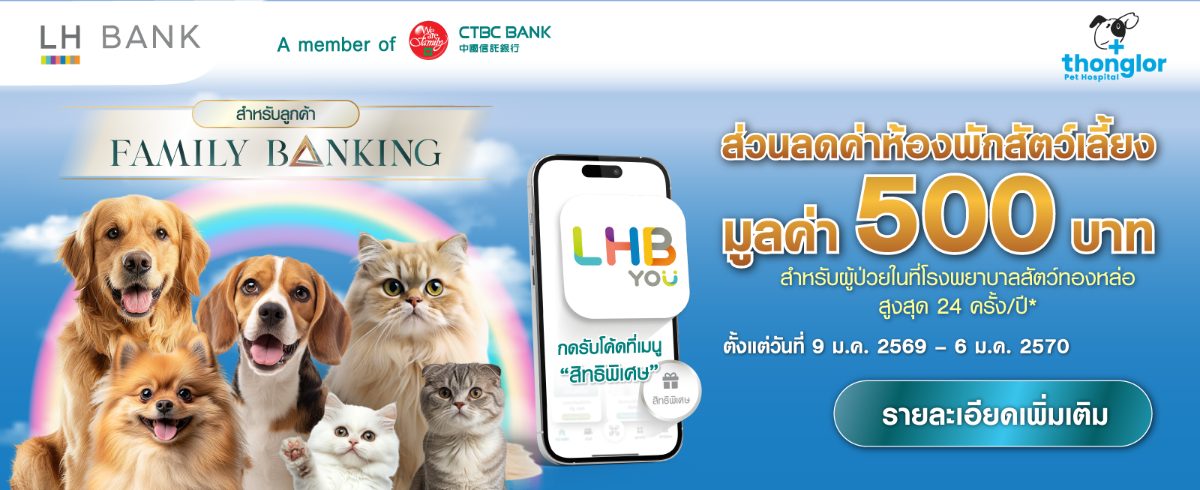 LH BANK
A member of
We are family
CTBC BANK
中國信託銀行
thonglor
Pet Hospital
สำหรับลูกค้า
FAMILY BANKING
ส่วนลดค่าห้องพักสัตว์เลี้ยง
มูลค่า 500 บาท
สำหรับผู้ป่วยในที่โรงพยาบาลสัตว์ทองหล่อ
สูงสุด 24 ครั้ง/ปี*
ตั้งแต่วันที่ 9 ม.ค. 2569 – 6 ม.ค. 2570
รายละเอียดเพิ่มเติม
LHB
YOU
กดรับโค้ดที่เมนู
“สิทธิพิเศษ”
สิทธิพิเศษ